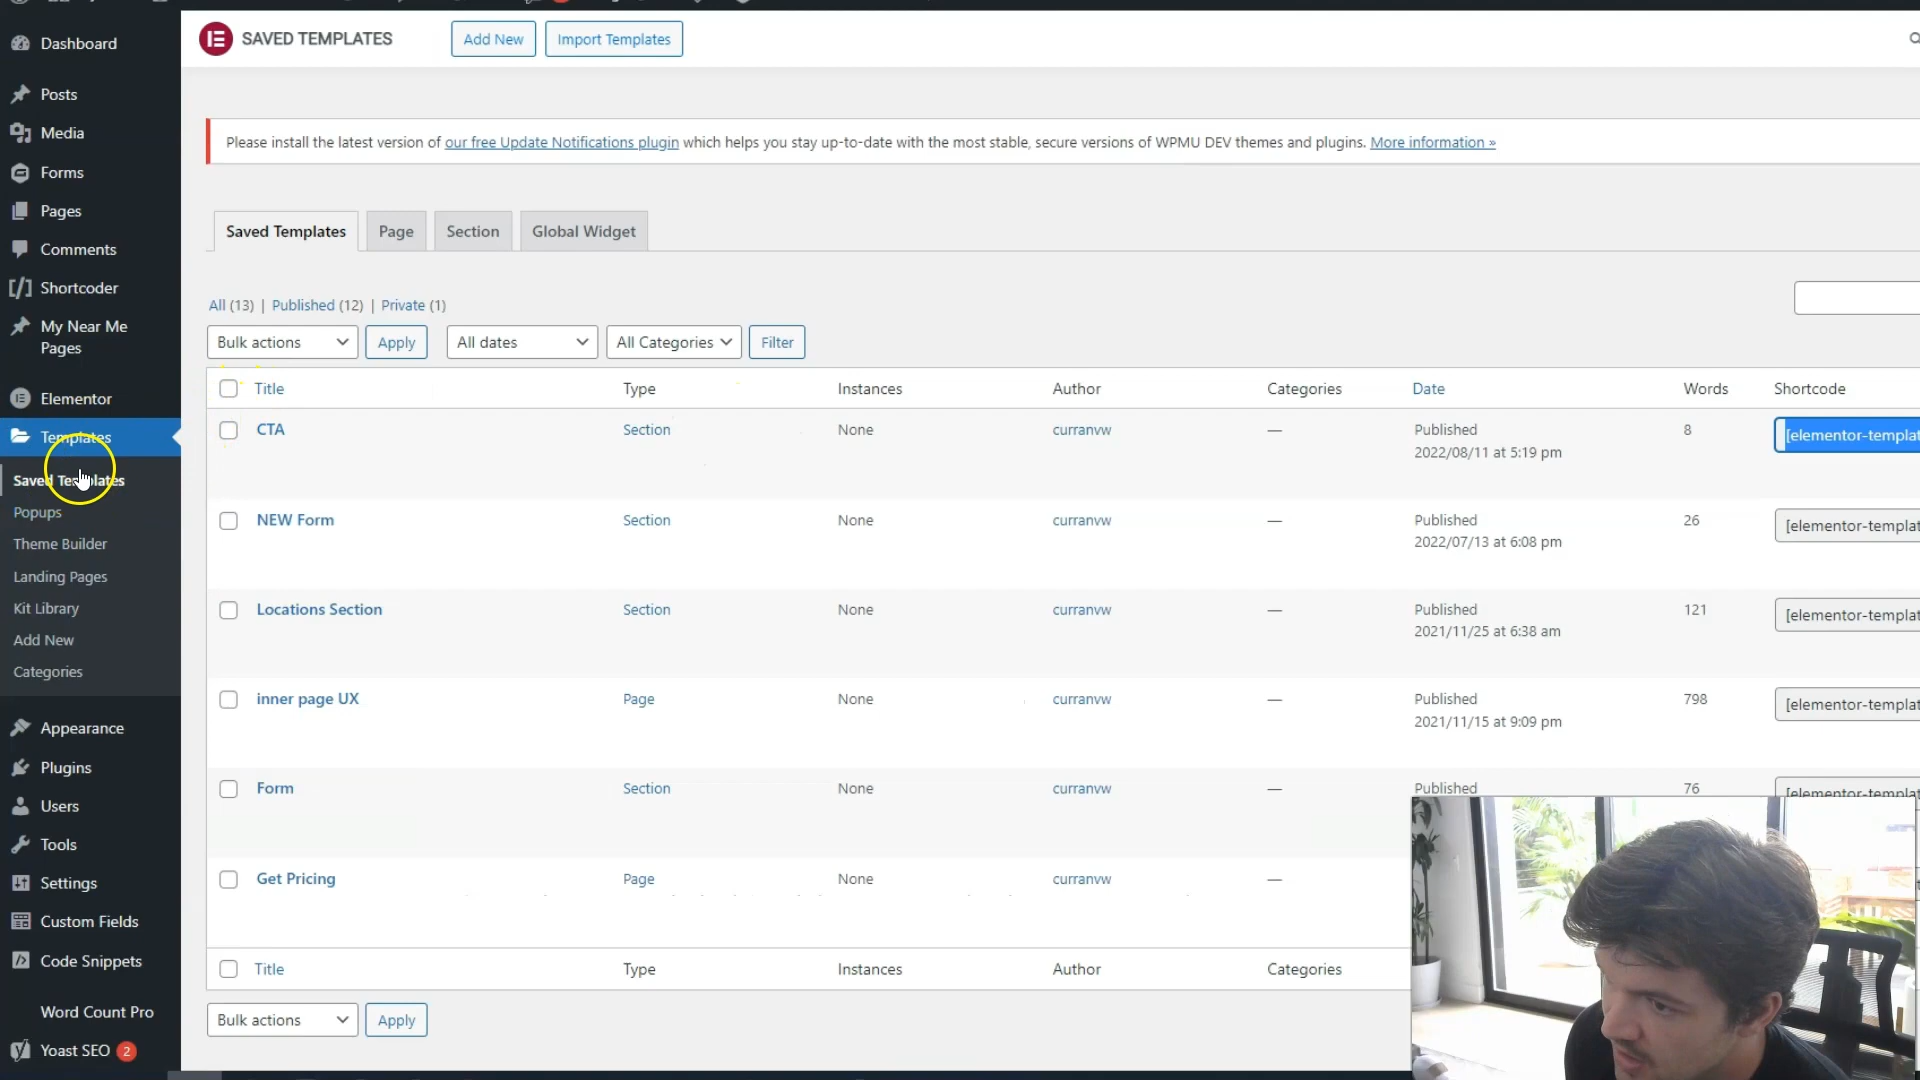 Dashboard
Posts
Media
Forms
Pages
Comments
Shortcoder
My Near Me
Pages
Elementor
Templates
Saved Templates
Popups
Theme Builder
Landing Pages
Kit Library
Add New
Categories
Appearance
Plugins
Users
Tools
Settings
Custom Fields
Code Snippets
Word Count Pro
Yoast SEO 2
SAVED TEMPLATES Add New Import Templates
Please install the latest version of our free Update Notifications plugin which helps you stay up-to-date with the most stable, secure versions of WPMU DEV themes and plugins. More information »
Saved Templates Page Section Global Widget
All (13) | Published (12) | Private (1)
Bulk actions Apply All dates All Categories Filter
Title Type Instances Author Categories Date Words Shortcode
CTA Section None curranvw — Published 8 [elementor-templat
2022/08/11 at 5:19 pm
NEW Form Section None curranvw — Published 26 [elementor-templat
2022/07/13 at 6:08 pm
Locations Section Section None curranvw — Published 121 [elementor-templat
2021/11/25 at 6:38 am
inner page UX Page None curranvw — Published 798 [elementor-templat
2021/11/15 at 9:09 pm
Form Section None curranvw — Published 76 [elementor-templat
Get Pricing Page None curranvw —
Title Type Instances Author Categories
Bulk actions Apply